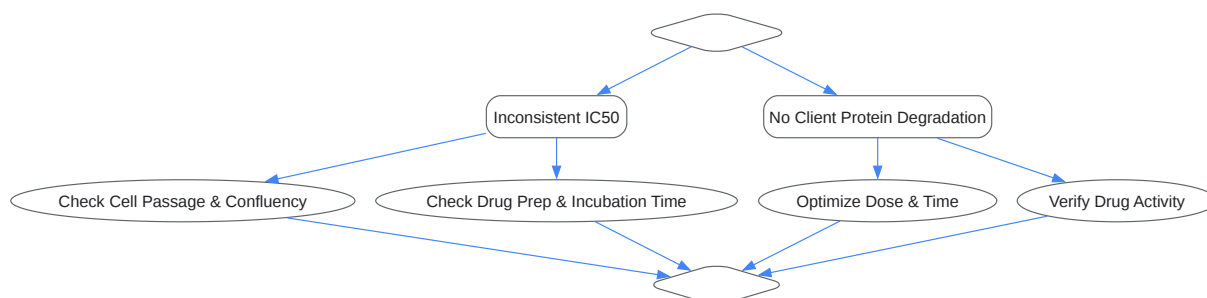 Inconsistent IC50
No Client Protein Degradation
Check Cell Passage & Confluency
Check Drug Prep & Incubation Time
Optimize Dose & Time
Verify Drug Activity